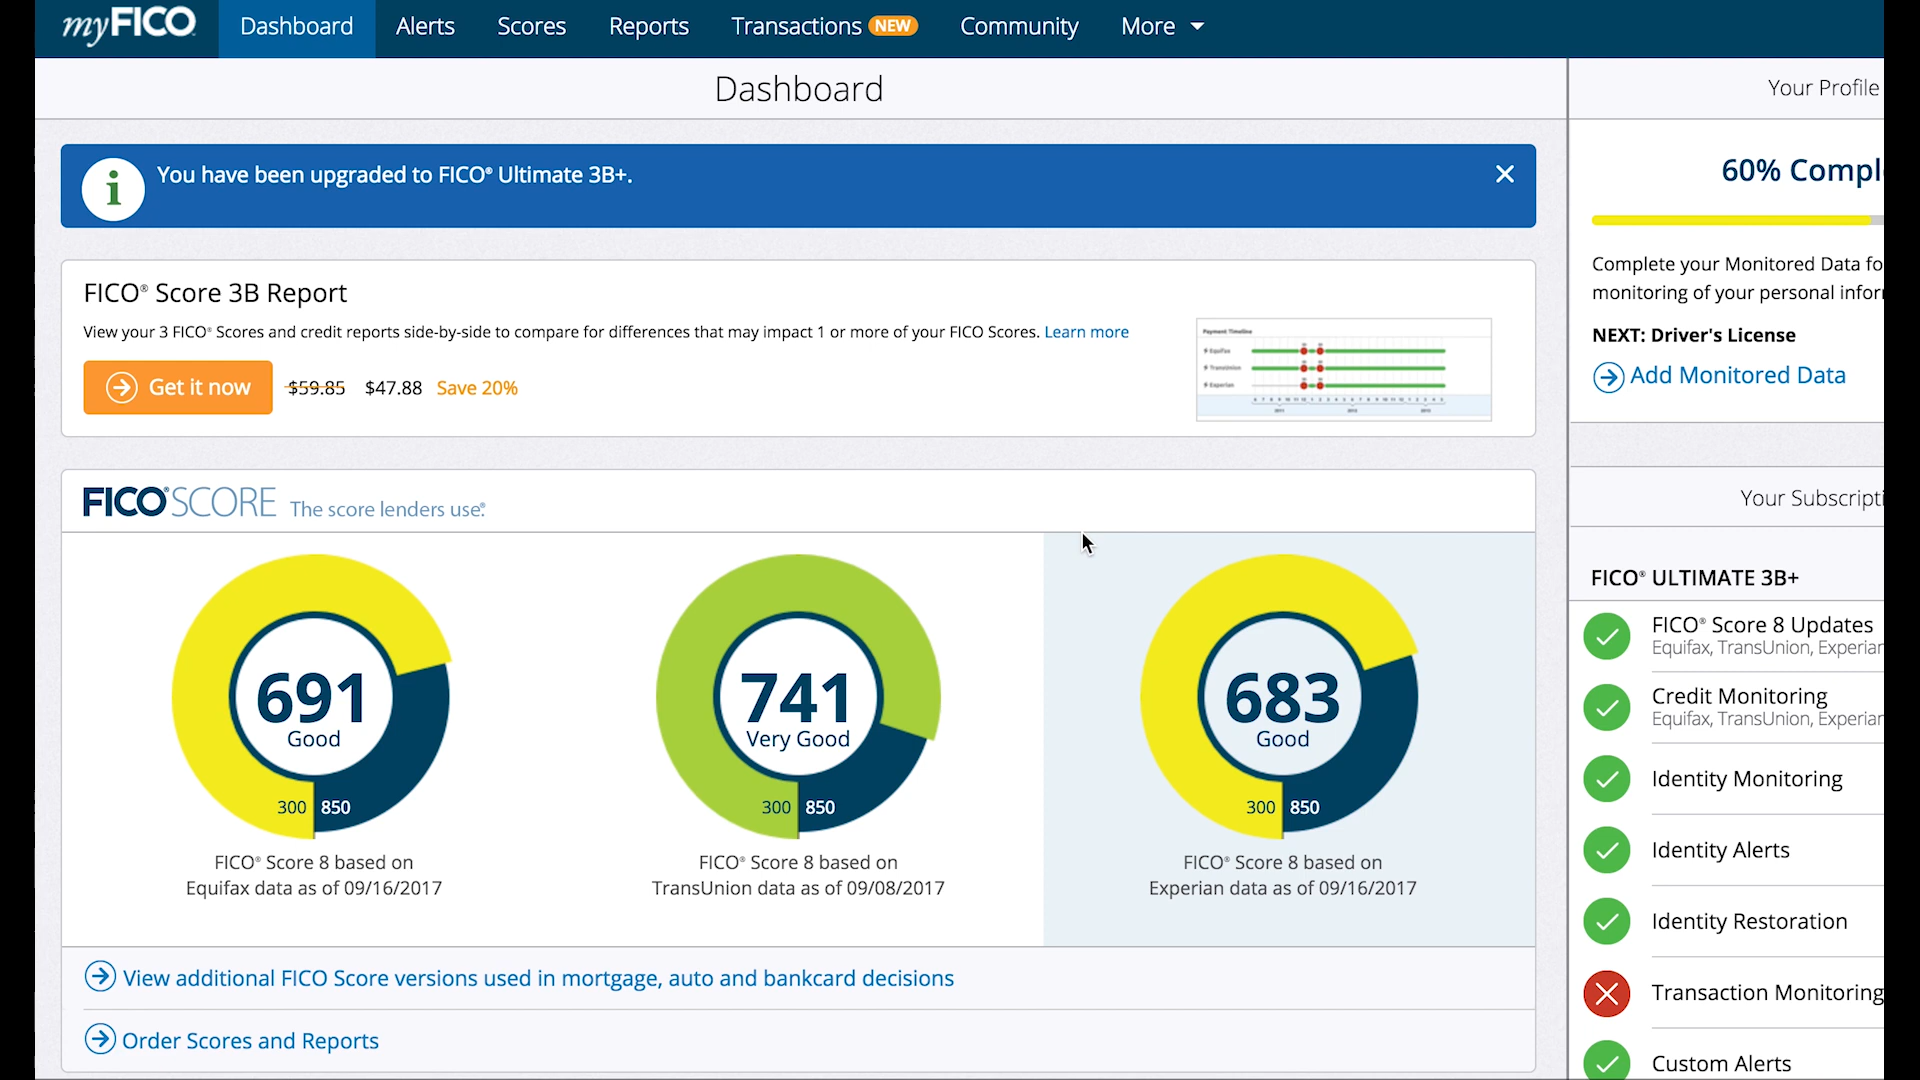 myFICO
Dashboard
Alerts
Scores
Reports
Transactions NEW
Community
More
Dashboard
Your Profile
You have been upgraded to FICO® Ultimate 3B+.
60% Compl
FICO® Score 3B Report
View your 3 FICO® Scores and credit reports side-by-side to compare for differences that may impact 1 or more of your FICO Scores. Learn more
Get it now $59.85 $47.88 Save 20%
Payment Timeline
Equifax
TransUnion
Experian
Complete your Monitored Data fo
monitoring of your personal infor
NEXT: Driver's License
Add Monitored Data
FICO® SCORE The score lenders use®
691
Good
300 850
FICO® Score 8 based on
Equifax data as of 09/16/2017
741
Very Good
300 850
FICO® Score 8 based on
TransUnion data as of 09/08/2017
683
Good
300 850
FICO® Score 8 based on
Experian data as of 09/16/2017
View additional FICO Score versions used in mortgage, auto and bankcard decisions
Order Scores and Reports
Your Subscripti
FICO® ULTIMATE 3B+
FICO® Score 8 Updates
Equifax, TransUnion, Experian
Credit Monitoring
Equifax, TransUnion, Experian
Identity Monitoring
Identity Alerts
Identity Restoration
Transaction Monitoring
Custom Alerts